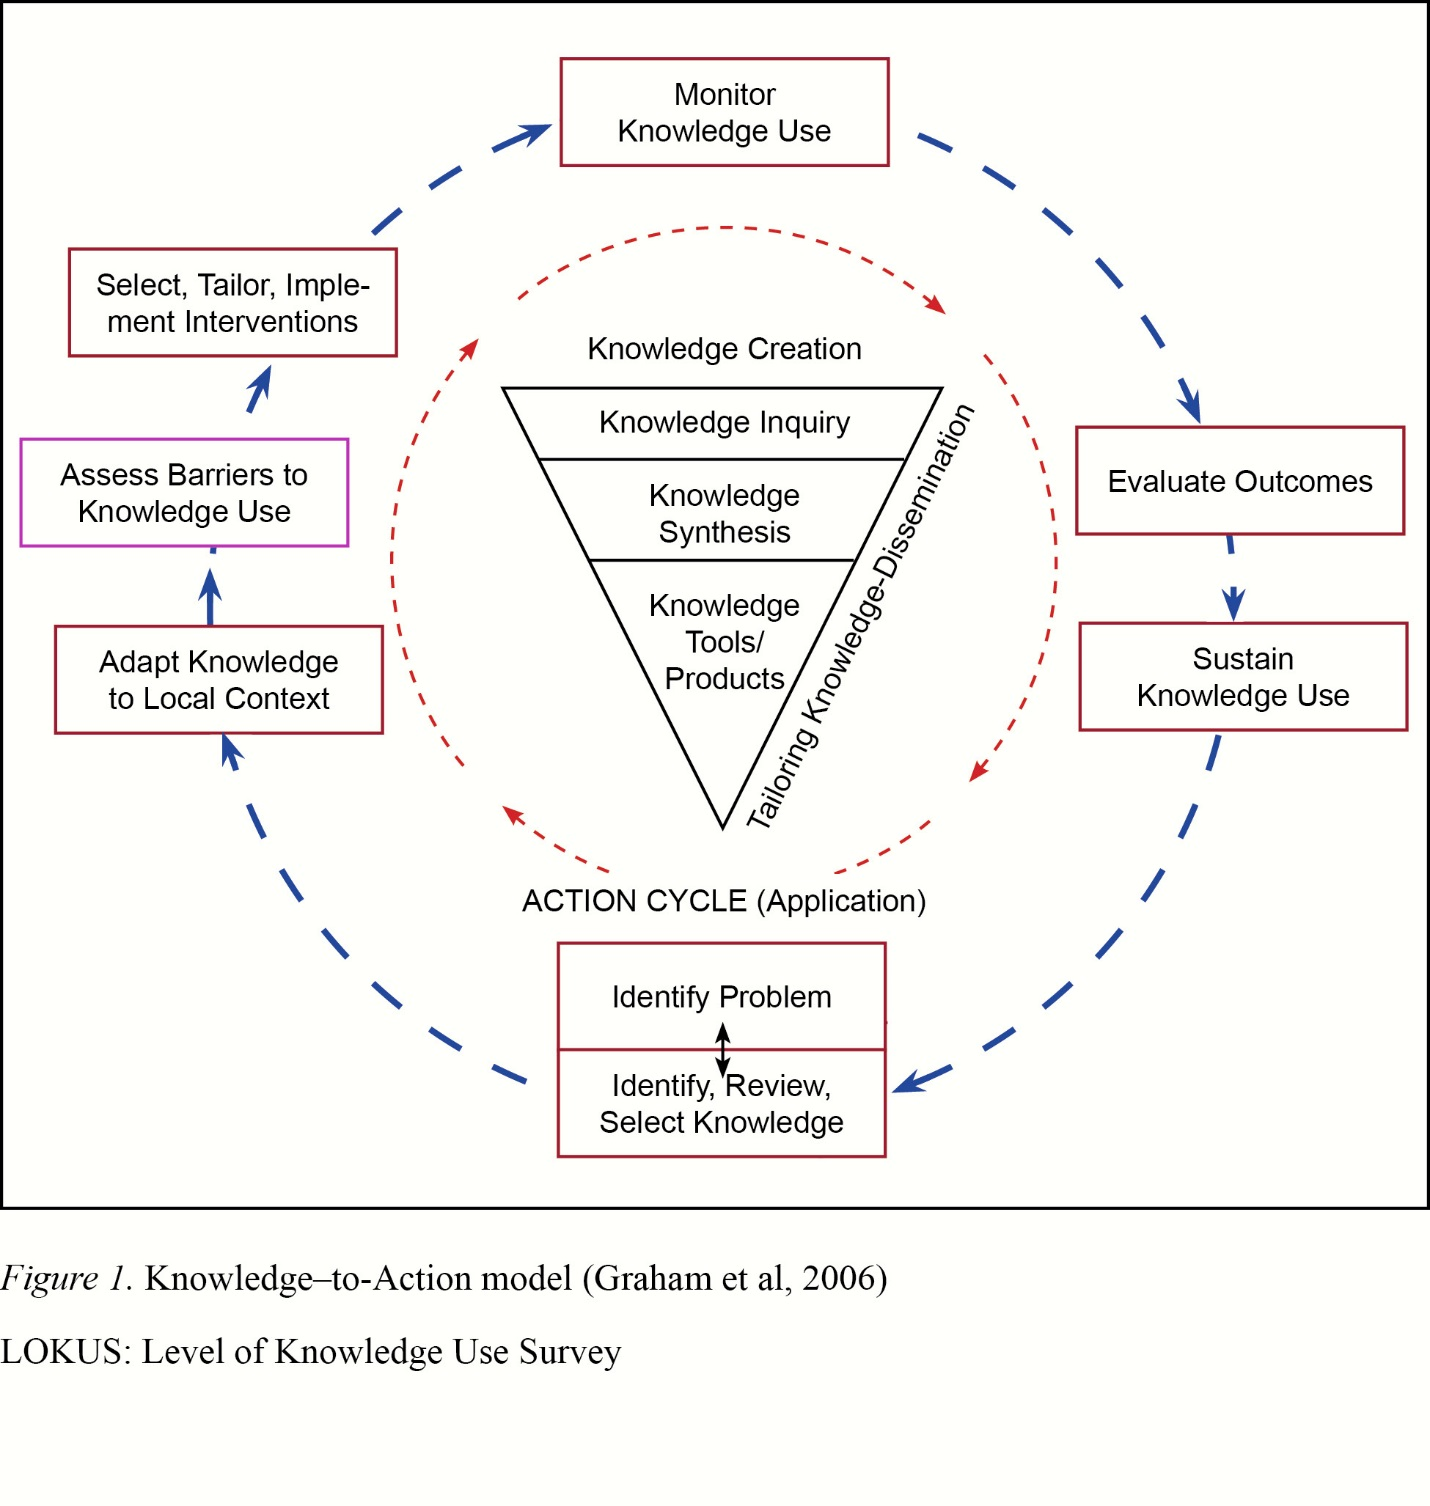 Monitor
Knowledge Use
Select, Tailor, Imple-
ment Interventions
Knowledge Creation
Knowledge Inquiry
Assess Barriers to
Knowledge Use
Knowledge
Synthesis
Evaluate Outcomes
Tailoring Knowledge-Dissemination
Knowledge
Tools/
Products
Adapt Knowledge
to Local Context
Sustain
Knowledge Use
ACTION CYCLE (Application)
Identify Problem
Identify, Review,
Select Knowledge
Figure 1. Knowledge–to-Action model (Graham et al, 2006)
LOKUS: Level of Knowledge Use Survey